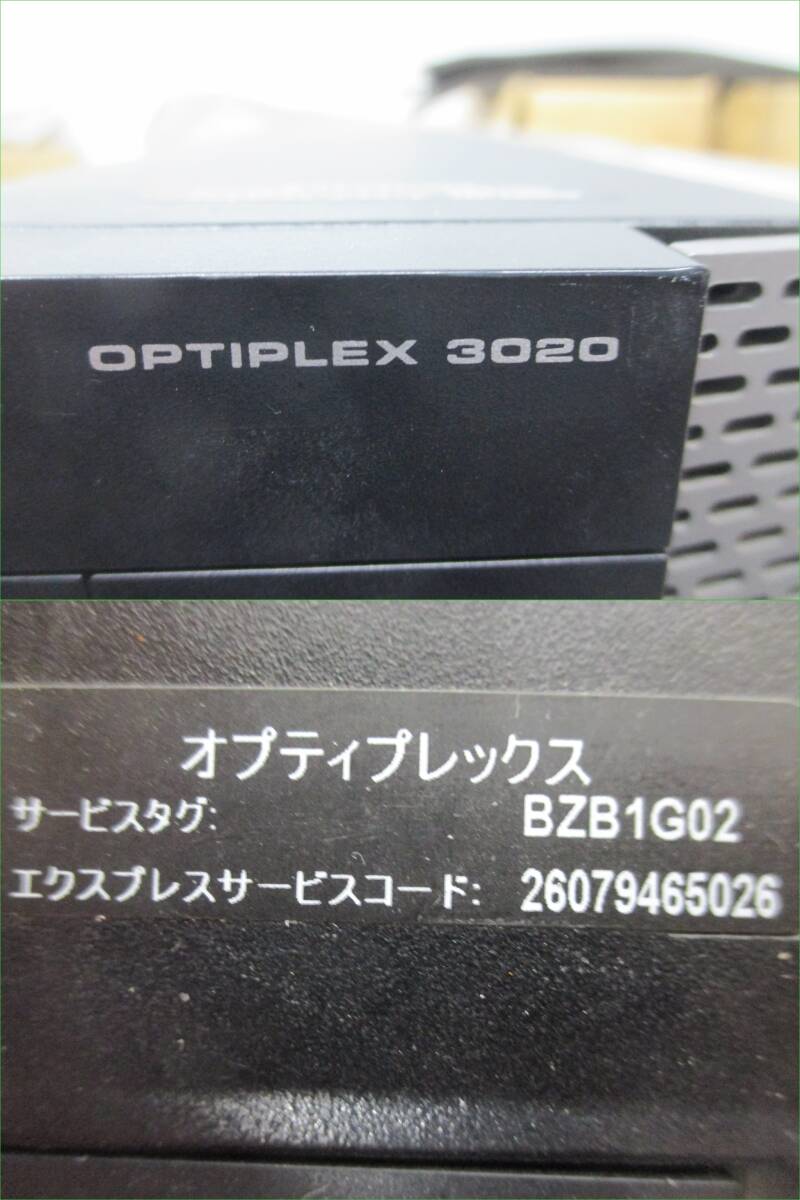 OPTIPLEX 3020
オプティプレックス
サービスタグ: BZB1G02
エクスプレスサービスコード: 26079465026